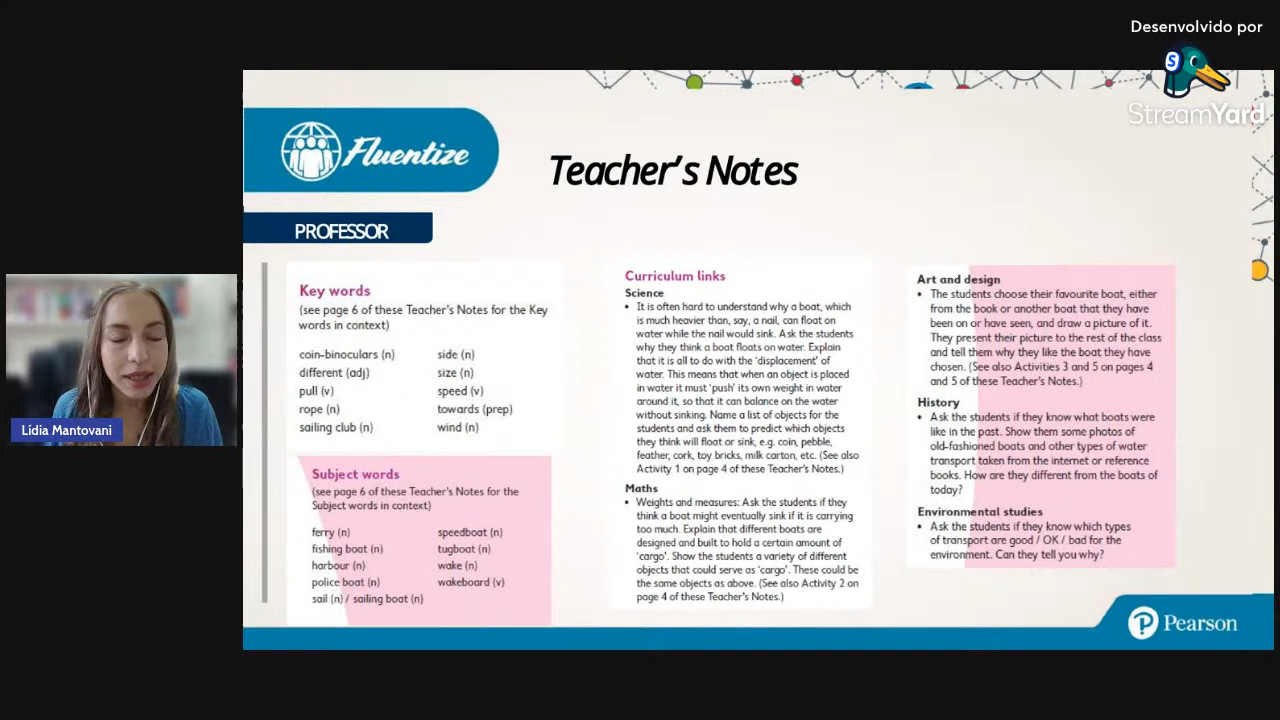 Desenvolvido por
StreamYard
Fluentize
Teacher's Notes
PROFESSOR
Key words
(see page 6 of these Teacher's Notes for the Key
words in context)
coin-binoculars (n)
different (adj)
pull (v)
rope (n)
sailing club (n)
side (n)
size (n)
speed (v)
towards (prep)
wind (n)
Subject words
(see page 6 of these Teacher's Notes for the
Subject words in context)
ferry (n)
fishing boat (n)
harbour (n)
police boat (n)
sail (n) / sailing boat (n)
speedboat (n)
tugboat (n)
wake (n)
wakeboard (v)
Curriculum links
Science
• It is often hard to understand why a boat, which
is much heavier than, say, a nail, can float on
water while the nail would sink. Ask the students
why they think a boat floats on water. Explain
that it is all to do with the 'displacement' of
water. This means that when an object is placed
in water it must 'push' its own weight in water
around it, so that it can balance on the water
without sinking. Name a list of objects for the
students and ask them to predict which objects
they think will float or sink, e.g. coin, pebble,
feather, cork, toy bricks, milk carton, etc. (See also
Activity 1 on page 4 of these Teacher's Notes.)
Maths
• Weights and measures: Ask the students if they
think a boat might eventually sink if it is carrying
too much. Explain that different boats are
designed and built to hold a certain amount of
'cargo'. Show the students a variety of different
objects that could serve as 'cargo'. These could be
the same objects as above. (See also Activity 2 on
page 4 of these Teacher's Notes.)
Art and design
• The students choose their favourite boat, either
from the book or another boat that they have
been on or have seen, and draw a picture of it.
They present their picture to the rest of the class
and tell them why they like the boat they have
chosen. (See also Activities 3 and 5 on pages 4
and 5 of these Teacher's Notes.)
History
• Ask the students if they know what boats were
like in the past. Show them some photos of
old-fashioned boats and other types of water
transport taken from the internet or reference
books. How are they different from the boats of
today?
Environmental studies
• Ask the students if they know which types
of transport are good / OK / bad for the
environment. Can they tell you why?
Lídia Mantovani
Pearson